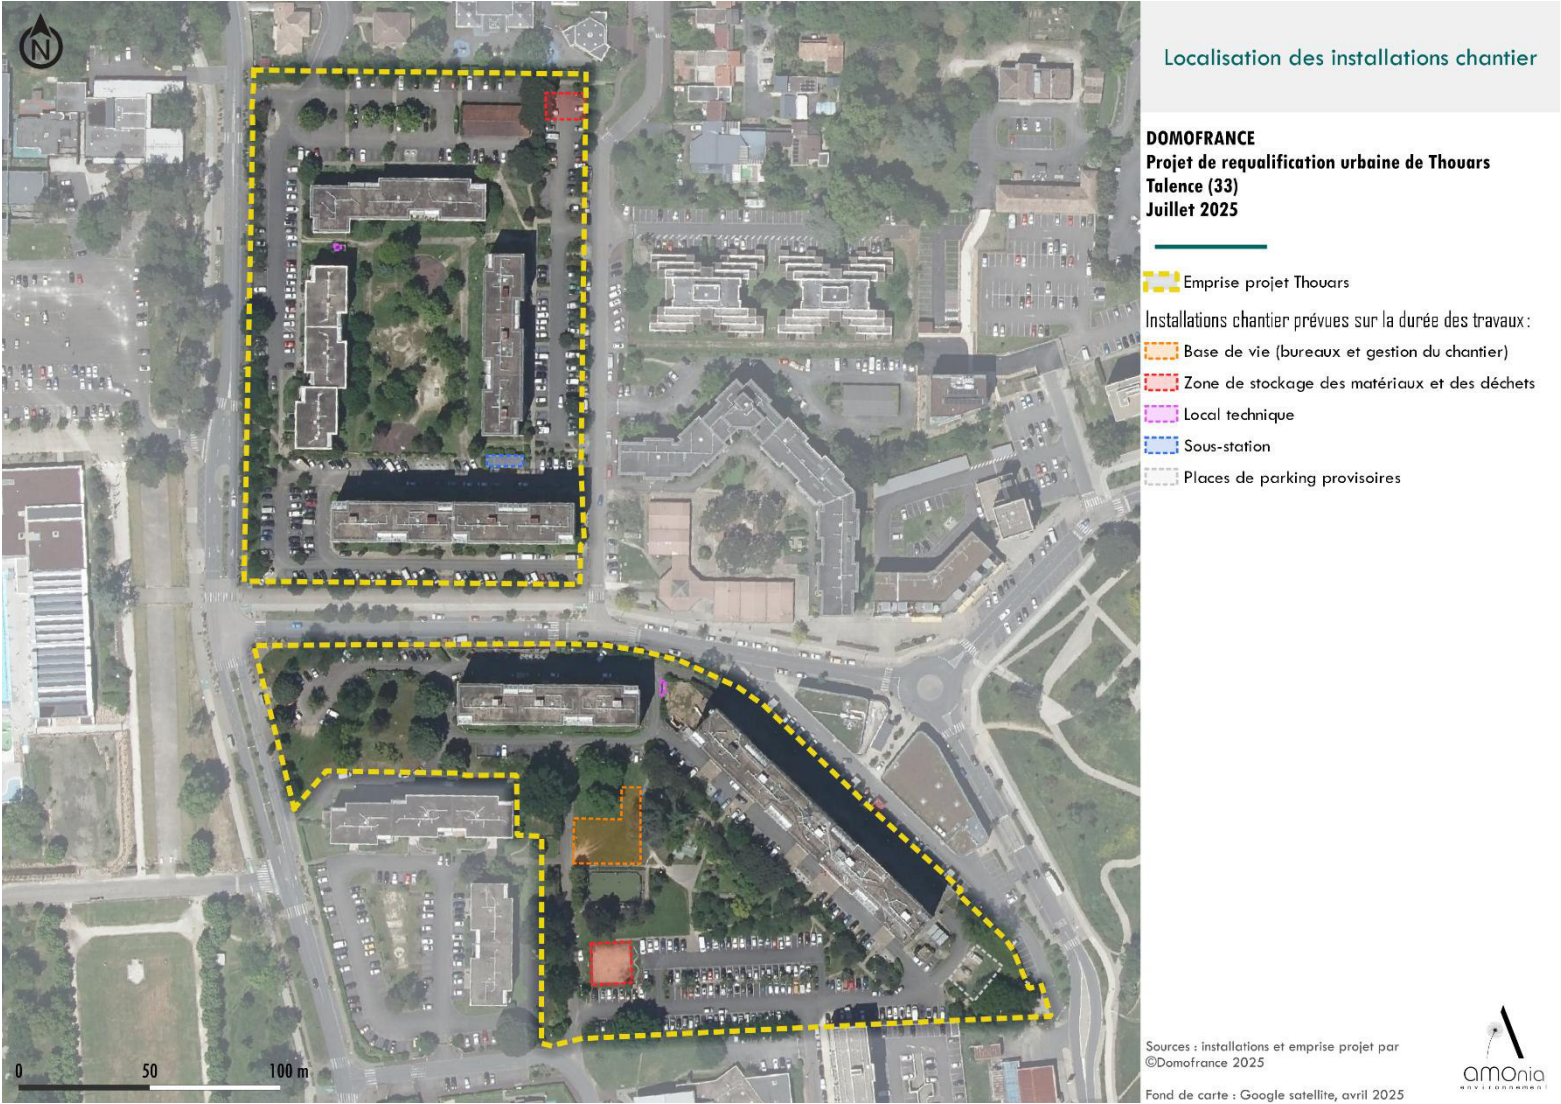 N
Localisation des installations chantier
DOMOFRANCE
Projet de requalification urbaine de Thouars
Talence (33)
Juillet 2025
Emprise projet Thouars
Installations chantier prévues sur la durée des travaux :
Base de vie (bureaux et gestion du chantier)
Zone de stockage des matériaux et des déchets
Local technique
Sous-station
Places de parking provisoires
0 50 100 m
Sources : installations et emprise projet par
©Domofrance 2025
Fond de carte : Google satellite, avril 2025
amonia
environnement